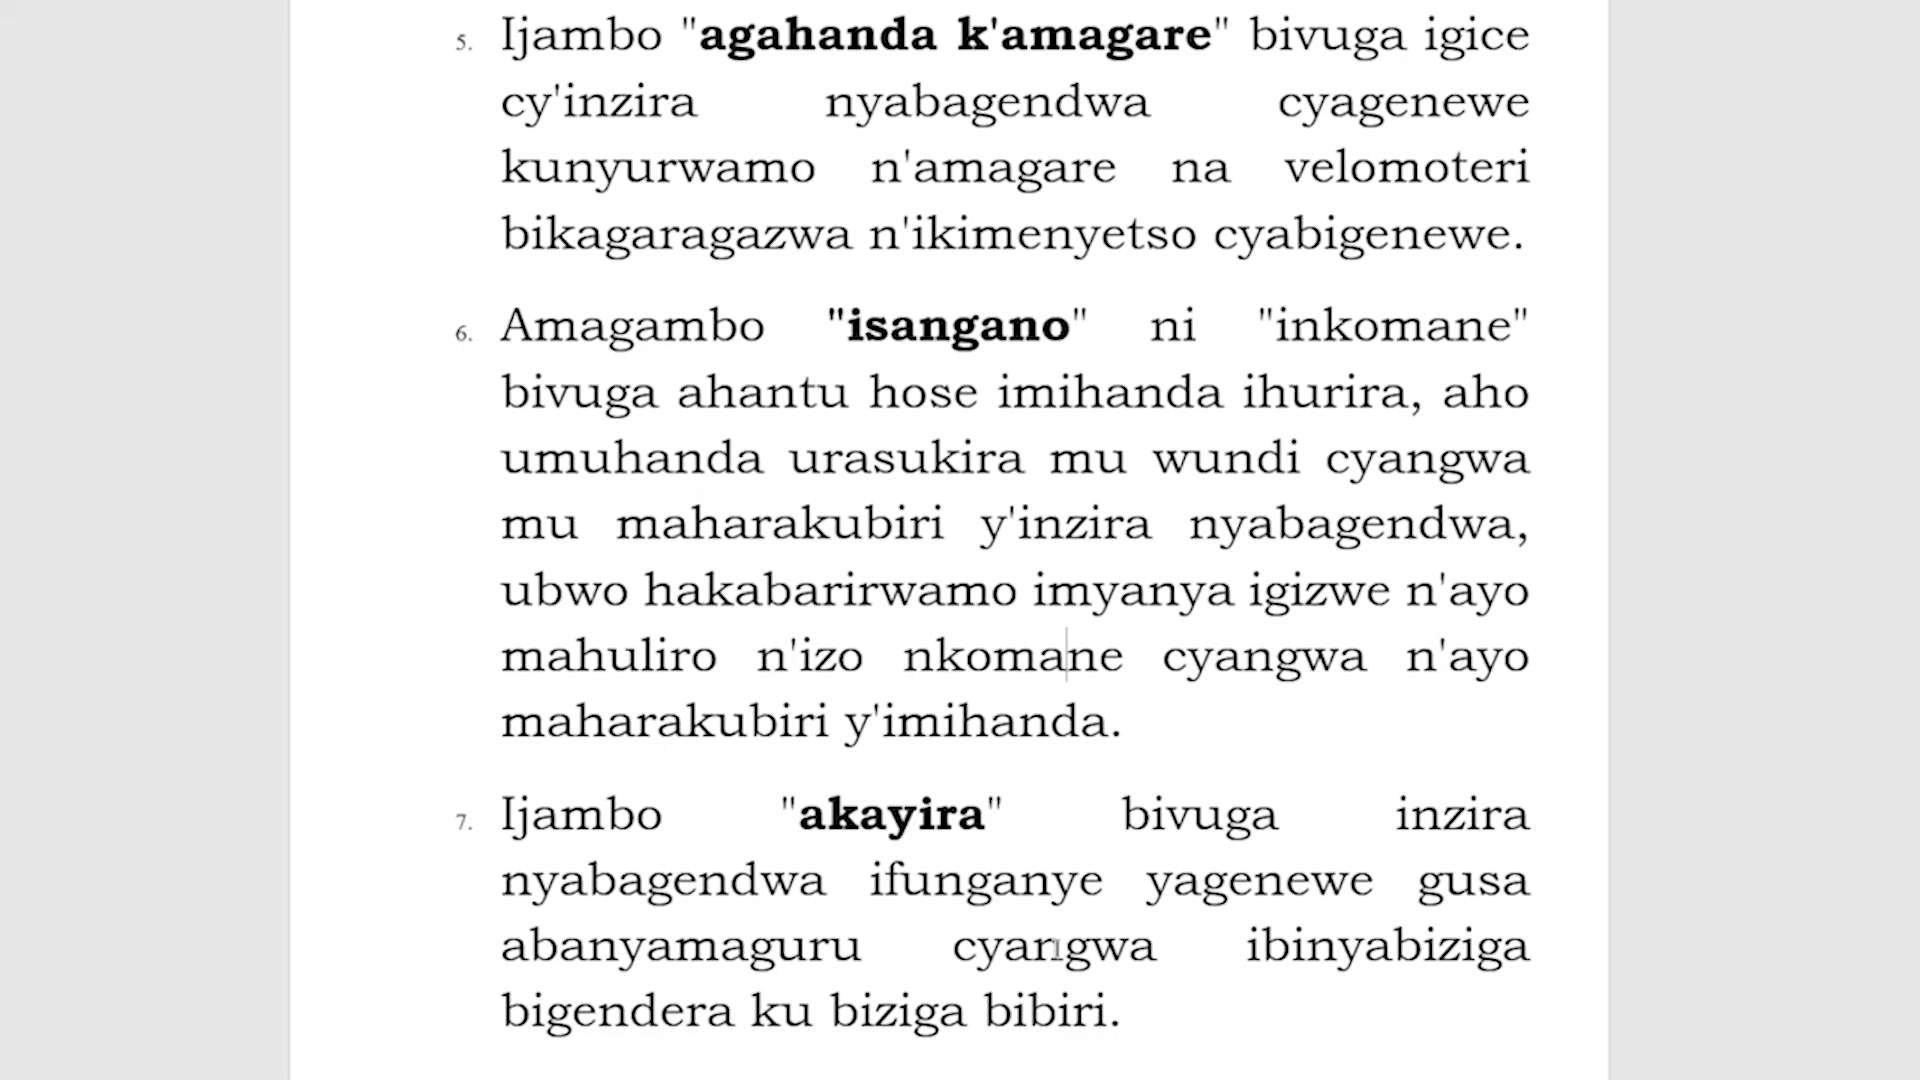 5. Ijambo "agahanda k'amagare" bivuga igice
cy'inzira nyabagendwa cyagenewe
kunyurwamo n'amagare na velomoteri
bikagaragazwa n'ikimenyetso cyabigenewe.
6. Amagambo "isangano" ni "inkomane"
bivuga ahantu hose imihanda ihurira, aho
umuhanda urasukira mu wundi cyangwa
mu maharakubiri y'inzira nyabagendwa,
ubwo hakabarirwamo imyanya igizwe n'ayo
mahuliro n'izo nkomane cyangwa n'ayo
maharakubiri y'imihanda.
7. Ijambo "akayira" bivuga inzira
nyabagendwa ifunganye yagenewe gusa
abanyamaguru cyangwa ibinyabiziga
bigendera ku biziga bibiri.